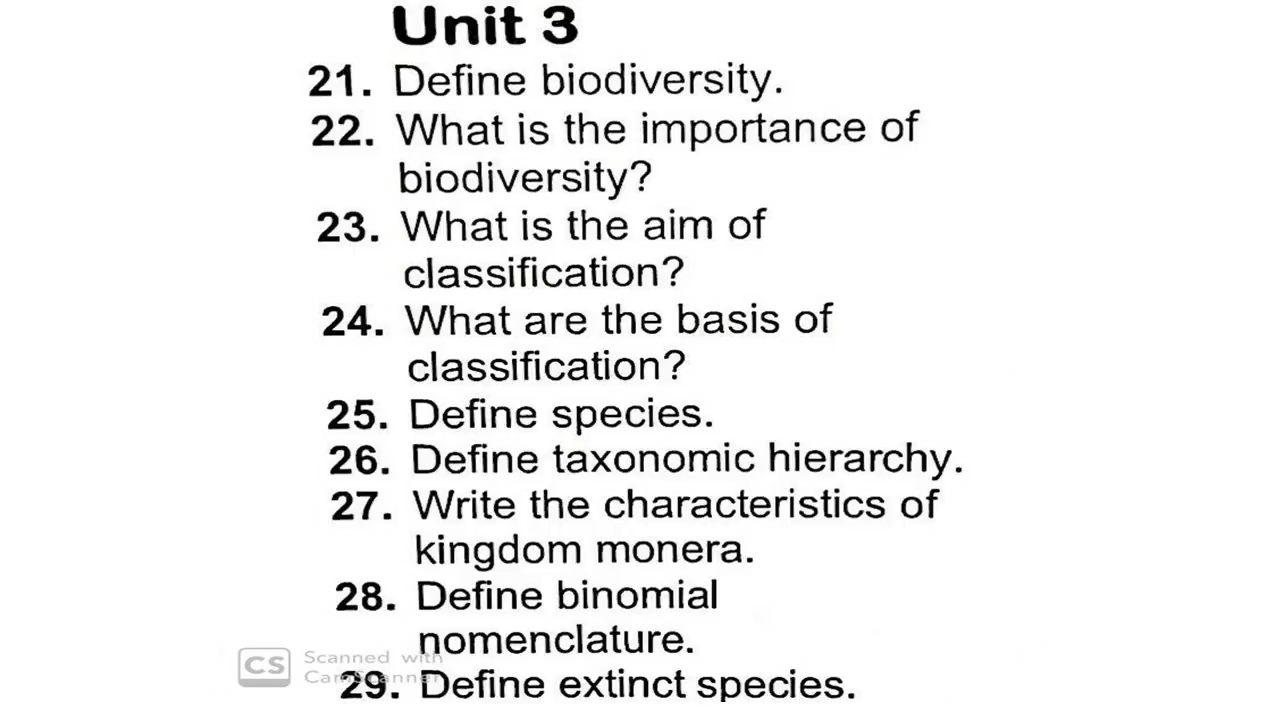 Unit 3
21. Define biodiversity.
22. What is the importance of
biodiversity?
23. What is the aim of
classification?
24. What are the basis of
classification?
25. Define species.
26. Define taxonomic hierarchy.
27. Write the characteristics of
kingdom monera.
28. Define binomial
nomenclature.
CS Scanned with
CamScanner
29. Define extinct species.